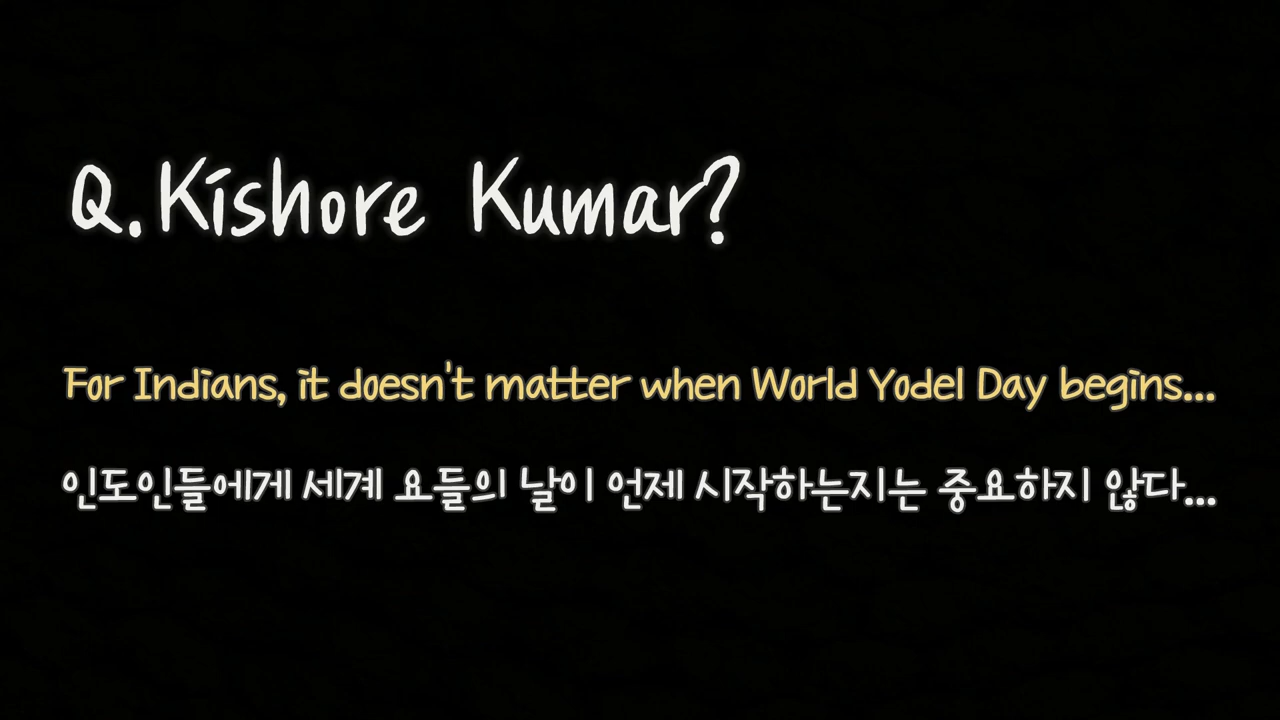 Q. Kishore Kumar?
For Indians, it doesn't matter when World Yodel Day begins...
인도인들에게 세계 요들의 날이 언제 시작하는지는 중요하지 않다...